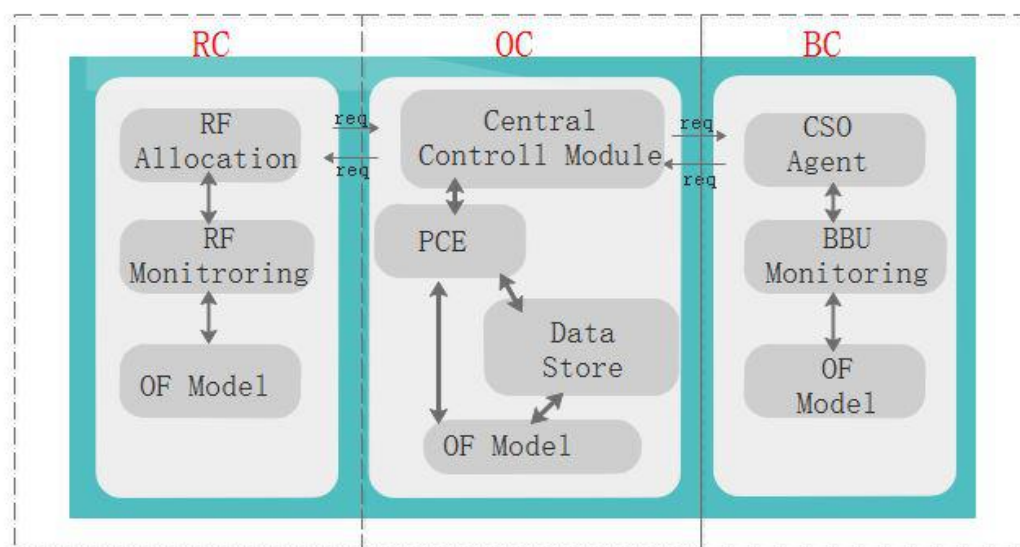 RC
OC
BC
RF
Allocation
req
req
Central
Controll Module
req
req
CSO
Agent
RF
Monitroring
PCE
BBU
Monitoring
Data
Store
OF Model
OF Model
OF
Model